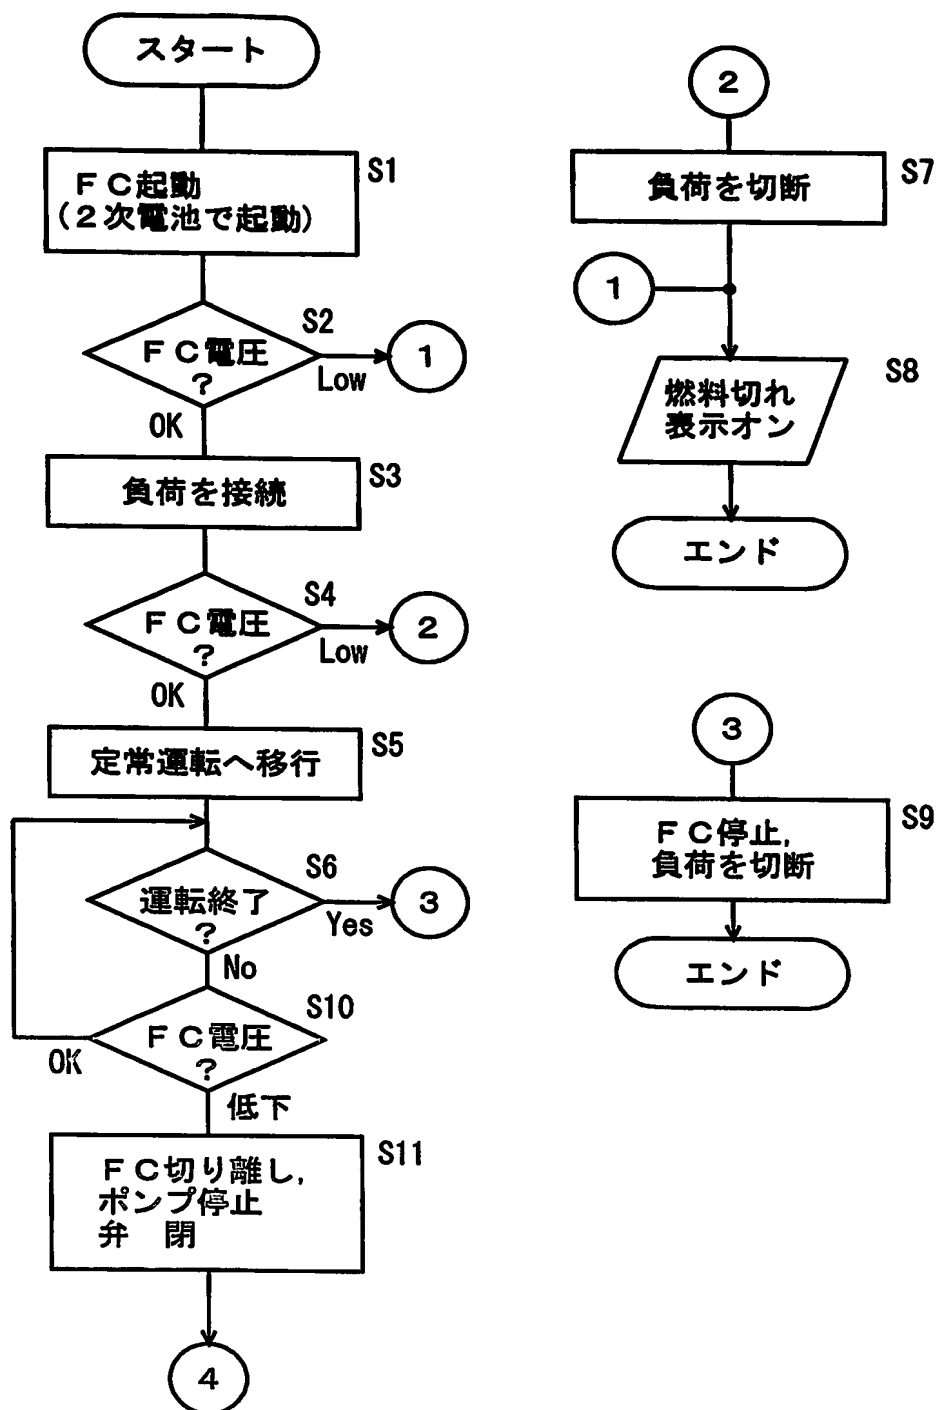 スタート
FC起動
(2次電池で起動)
S1
FC電圧
?
S2
Low
1
OK
負荷を接続
S3
FC電圧
?
S4
Low
2
OK
定常運転へ移行
S5
運転終了
?
S6
Yes
3
No
FC電圧
?
S10
OK
低下
FC切り離し,
ポンプ停止
弁 閉
S11
4
2
負荷を切断
S7
1
燃料切れ
表示オン
S8
エンド
3
FC停止,
負荷を切断
S9
エンド